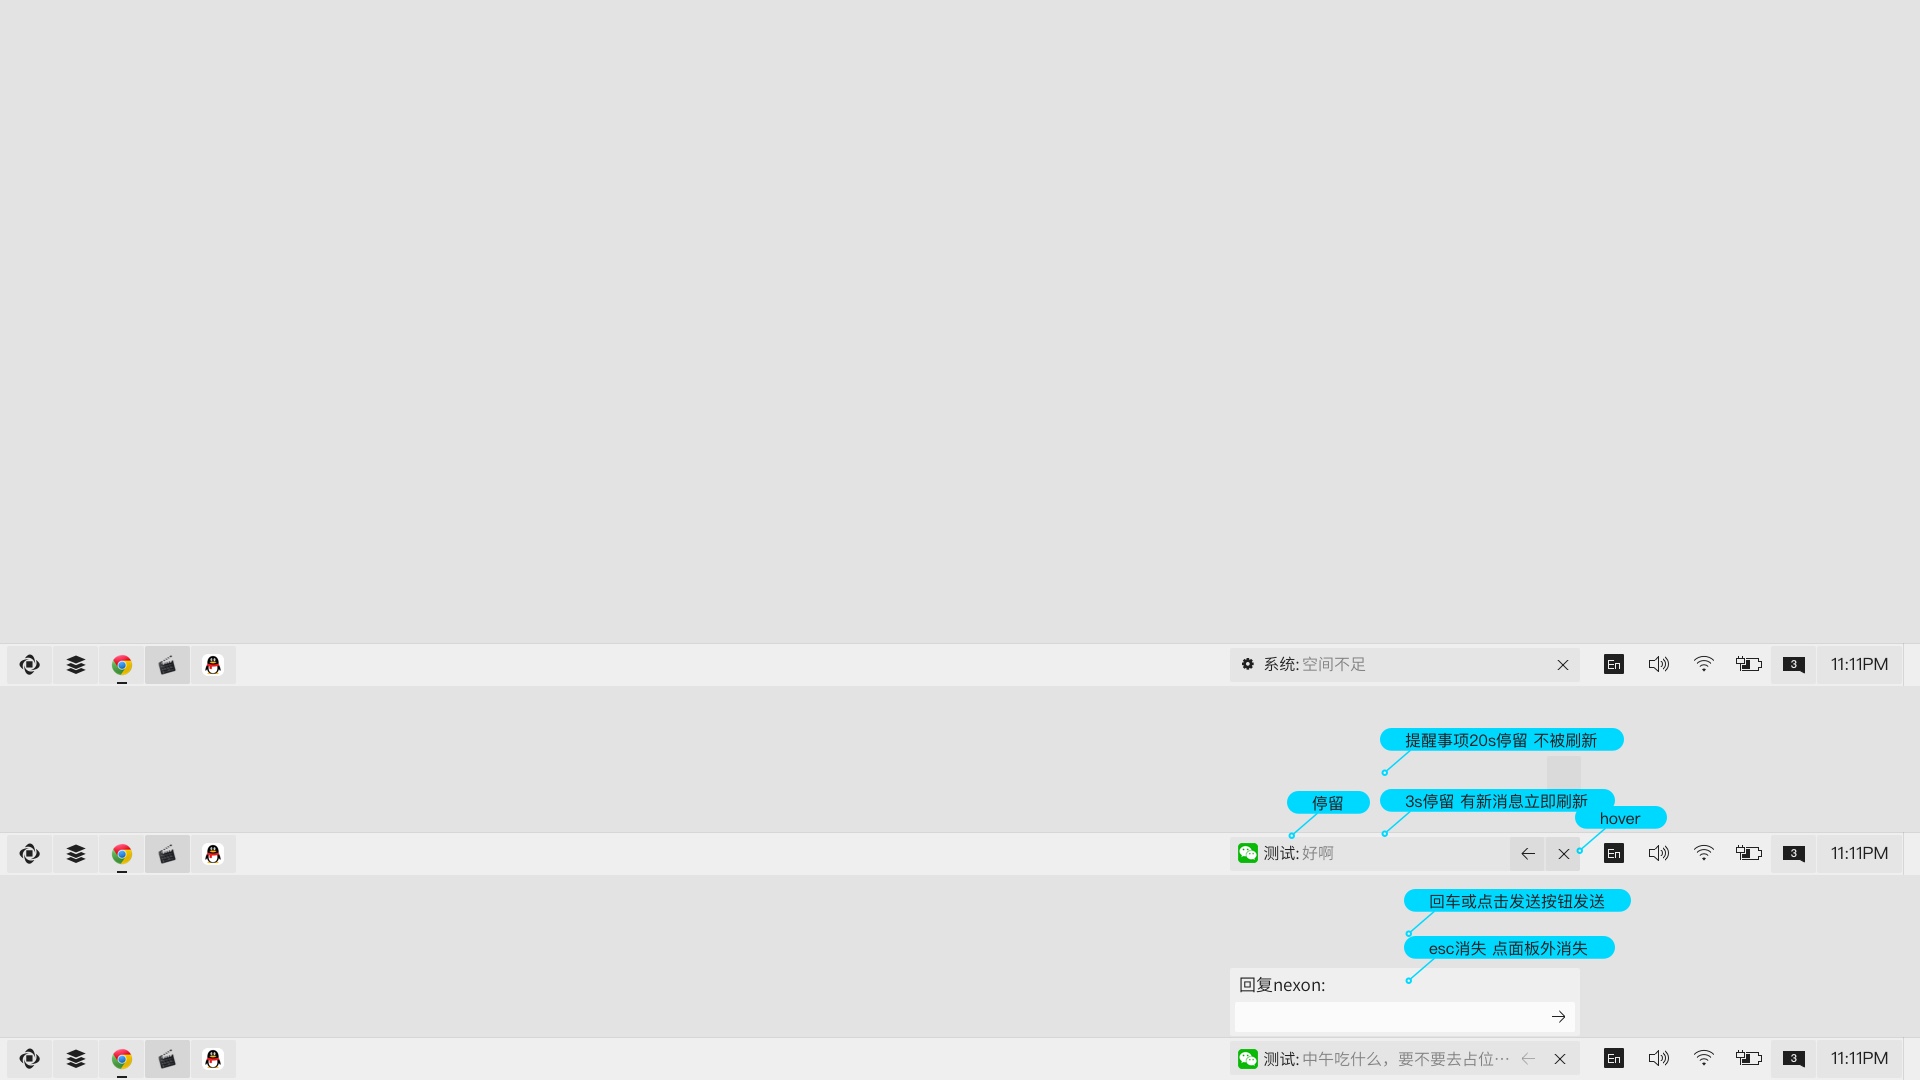 系统: 空间不足
En
3
11:11PM
提醒事项20s停留 不被刷新
停留
3s停留 有新消息立即刷新
hover
测试: 好啊
En
3
11:11PM
回车或点击发送按钮发送
esc消失 点面板外消失
回复nexon:
测试: 中午吃什么，要不要去占位…
En
3
11:11PM